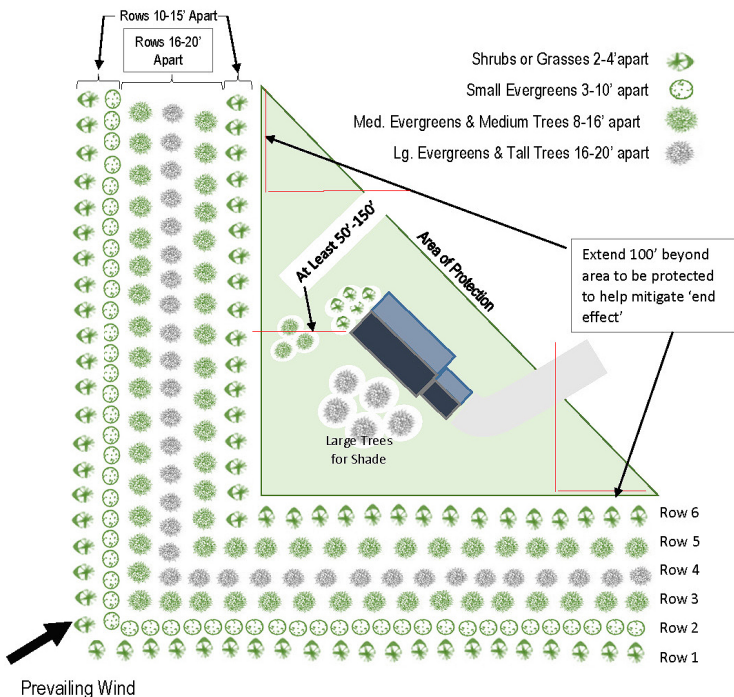 Rows 10-15' Apart
Rows 16-20'
Apart
Shrubs or Grasses 2-4'apart
Small Evergreens 3-10' apart
Med. Evergreens & Medium Trees 8-16' apart
Lg. Evergreens & Tall Trees 16-20' apart
At Least 50'-150'
Area of Protection
Extend 100' beyond
area to be protected
to help mitigate 'end
effect'
Large Trees
for Shade
Row 6
Row 5
Row 4
Row 3
Row 2
Row 1
Prevailing Wind